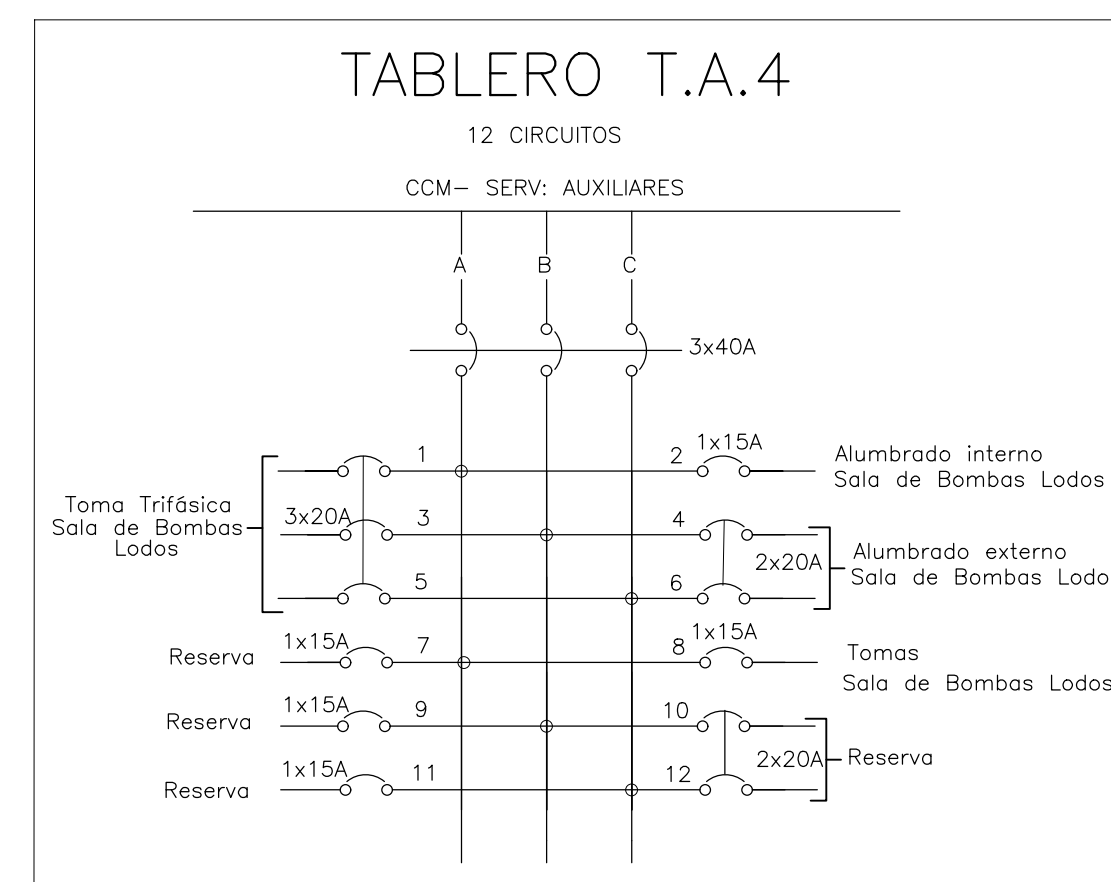 TABLERO T.A.4
12 CIRCUITOS
CCM- SERV: AUXILIARES
A B C
3x40A
Toma Trifásica
Sala de Bombas
Lodos
3x20A
1
3
5
2
1x15A
Alumbrado interno
Sala de Bombas Lodos
4
6
2x20A
Alumbrado externo
Sala de Bombas Lodo
Reserva
1x15A
7
8
1x15A
Tomas
Sala de Bombas Lodos
Reserva
1x15A
9
Reserva
1x15A
11
10
12
2x20A
Reserva